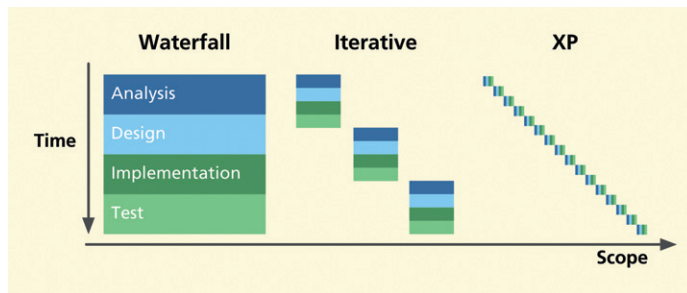 Waterfall Iterative XP
Analysis
Design
Time
Implementation
Test
Scope